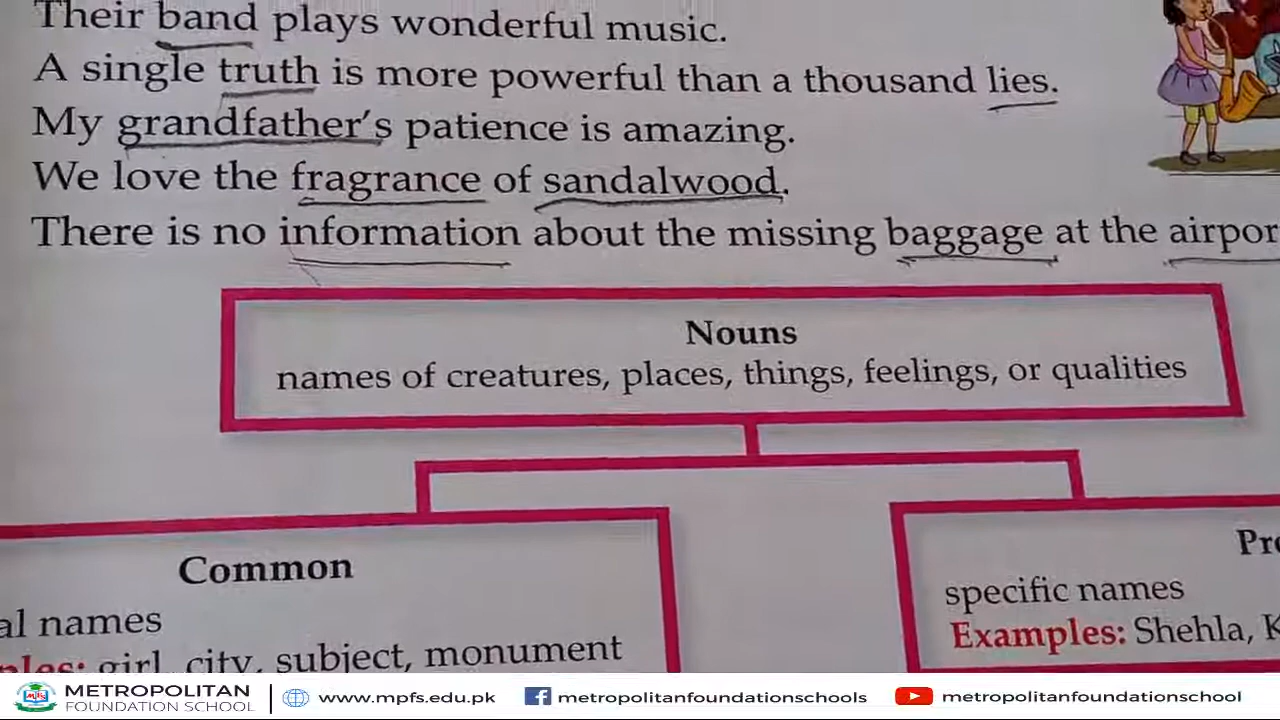 Their band plays wonderful music.
A single truth is more powerful than a thousand lies.
My grandfather's patience is amazing.
We love the fragrance of sandalwood.
There is no information about the missing baggage at the airpor
Nouns
names of creatures, places, things, feelings, or qualities
Common
al names
ples: girl, city, subject, monument
Pro
specific names
Examples: Shehla, K
METROPOLITAN
FOUNDATION SCHOOL
www.mpfs.edu.pk
metropolitanfoundationschools
metropolitanfoundationschool